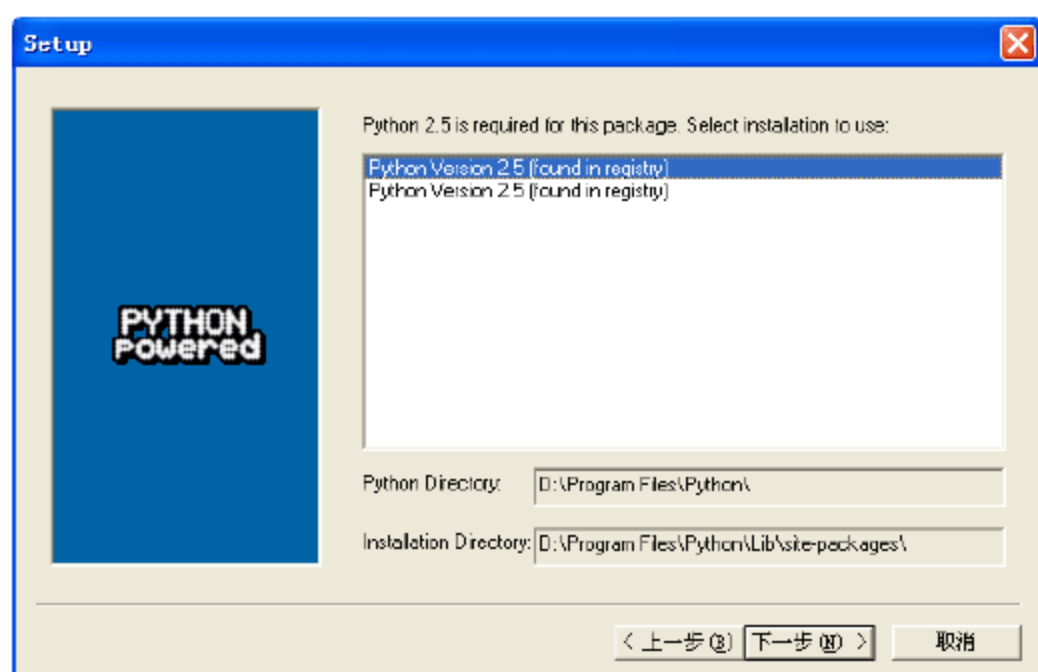 Setup
Python 2.5 is required for this package. Select installation to use:
Python Version 2.5 (found in registry)
Python Version 2.5 (found in registry)
PYTHON
powered
Python Directory: D:\Program Files\Python\
Installation Directory: D:\Program Files\Python\Lib\site-packages\
< 上一步(B) 下一步(N) > 取消